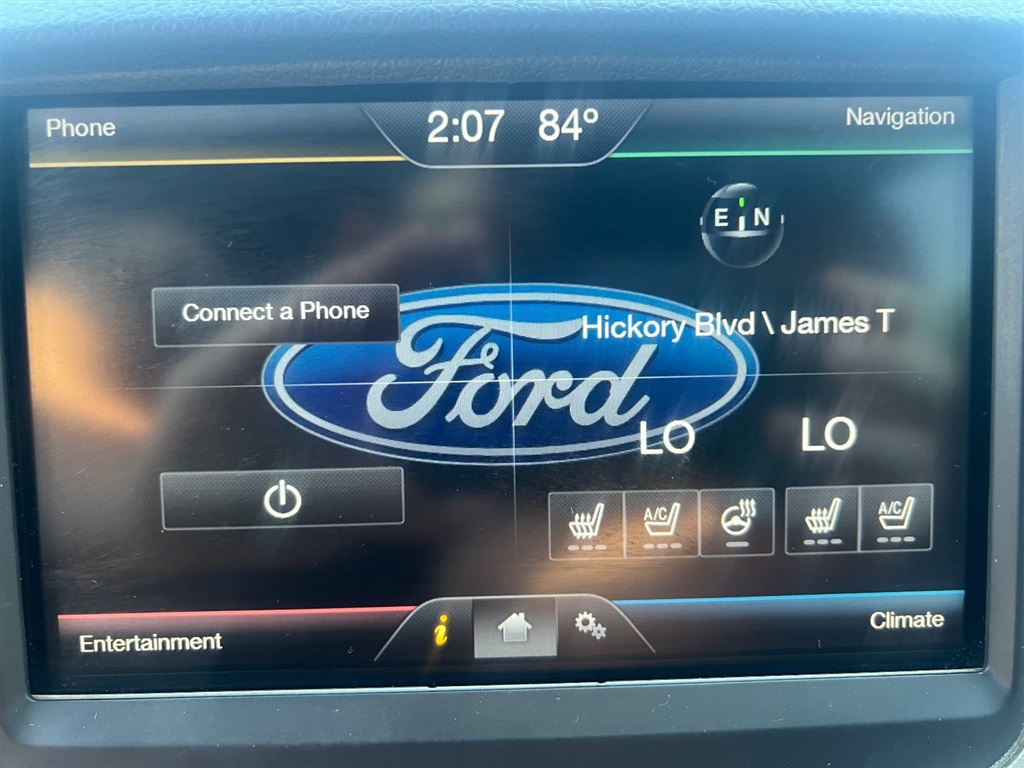 Phone
2:07 84°
Navigation
E N
Connect a Phone
Hickory Blvd \ James T
Ford
LO LO
A/C
A/C
i
Entertainment
Climate